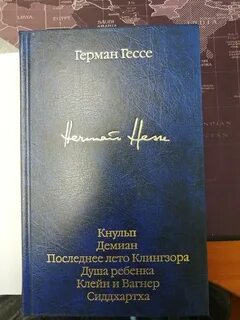 Герман Гессе
Hermann Hesse
Кнульп
Демиан
Последнее лето Клингзора
Душа ребенка
Клейн и Вагнер
Сиддхартха